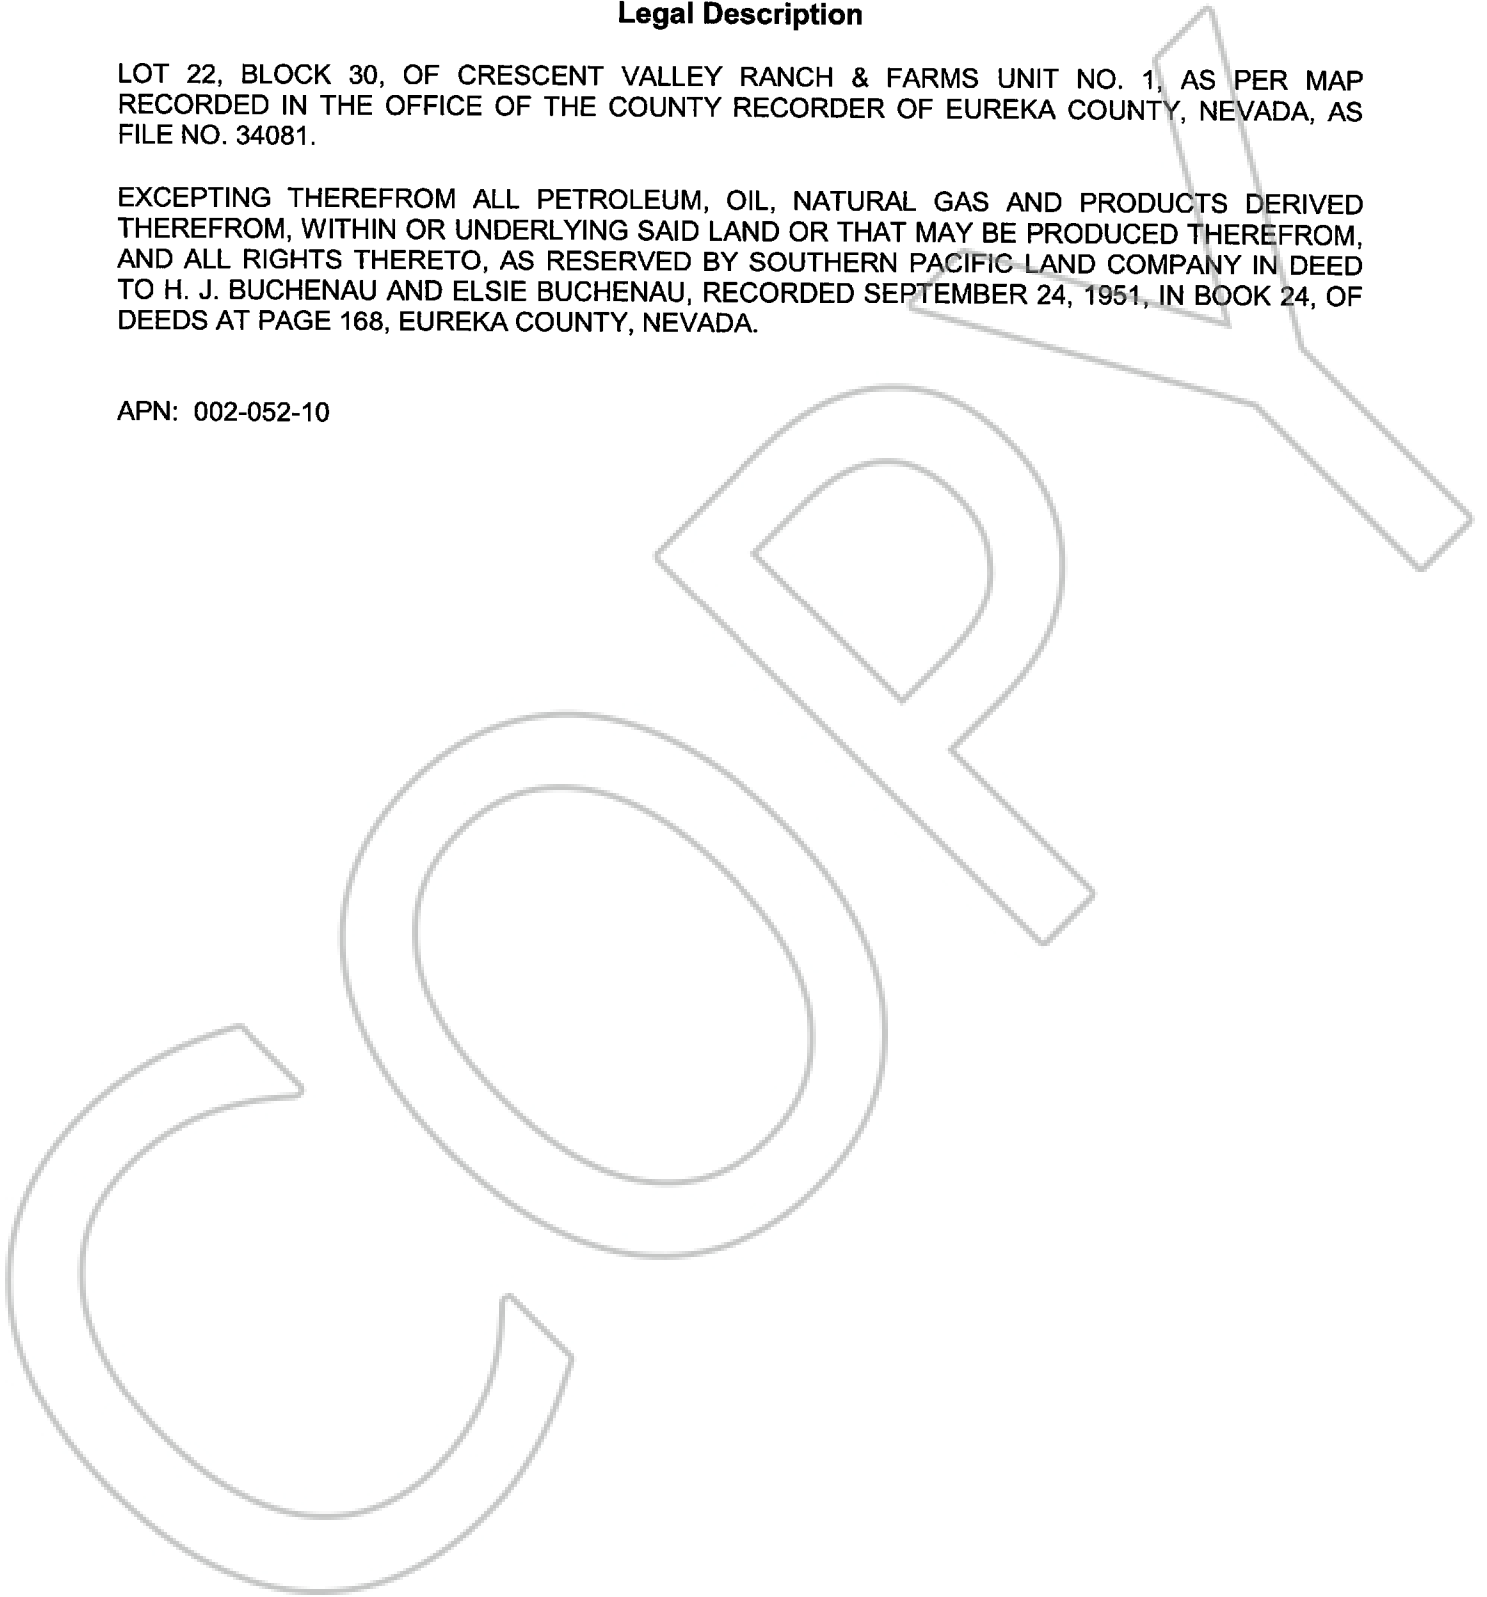 Legal Description
LOT 22, BLOCK 30, OF CRESCENT VALLEY RANCH & FARMS UNIT NO. 1, AS PER MAP
RECORDED IN THE OFFICE OF THE COUNTY RECORDER OF EUREKA COUNTY, NEVADA, AS
FILE NO. 34081.
EXCEPTING THEREFROM ALL PETROLEUM, OIL, NATURAL GAS AND PRODUCTS DERIVED
THEREFROM, WITHIN OR UNDERLYING SAID LAND OR THAT MAY BE PRODUCED THEREFROM,
AND ALL RIGHTS THERETO, AS RESERVED BY SOUTHERN PACIFIC LAND COMPANY IN DEED
TO H. J. BUCHENAU AND ELSIE BUCHENAU, RECORDED SEPTEMBER 24, 1951, IN BOOK 24, OF
DEEDS AT PAGE 168, EUREKA COUNTY, NEVADA.
APN: 002-052-10
COPY